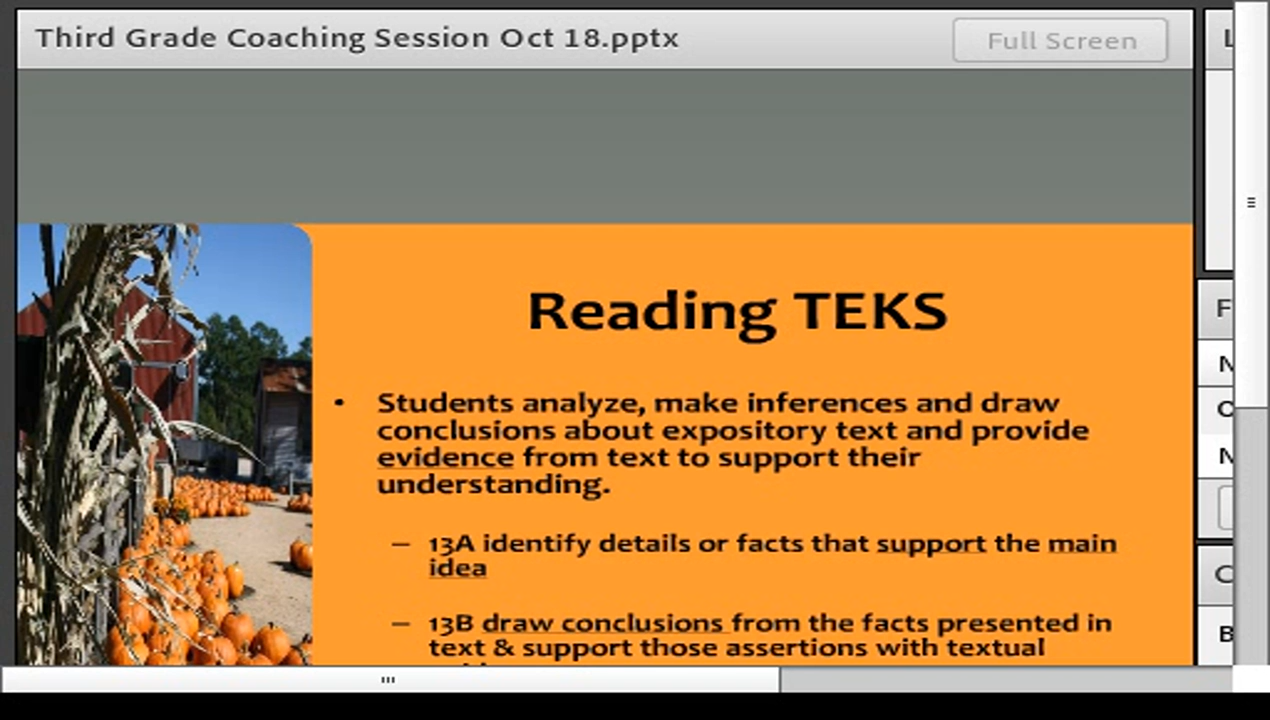 Third Grade Coaching Session Oct 18.pptx
Full Screen
Reading TEKS
• Students analyze, make inferences and draw
conclusions about expository text and provide
evidence from text to support their
understanding.
– 13A identify details or facts that support the main
idea
– 13B draw conclusions from the facts presented in
text & support those assertions with textual